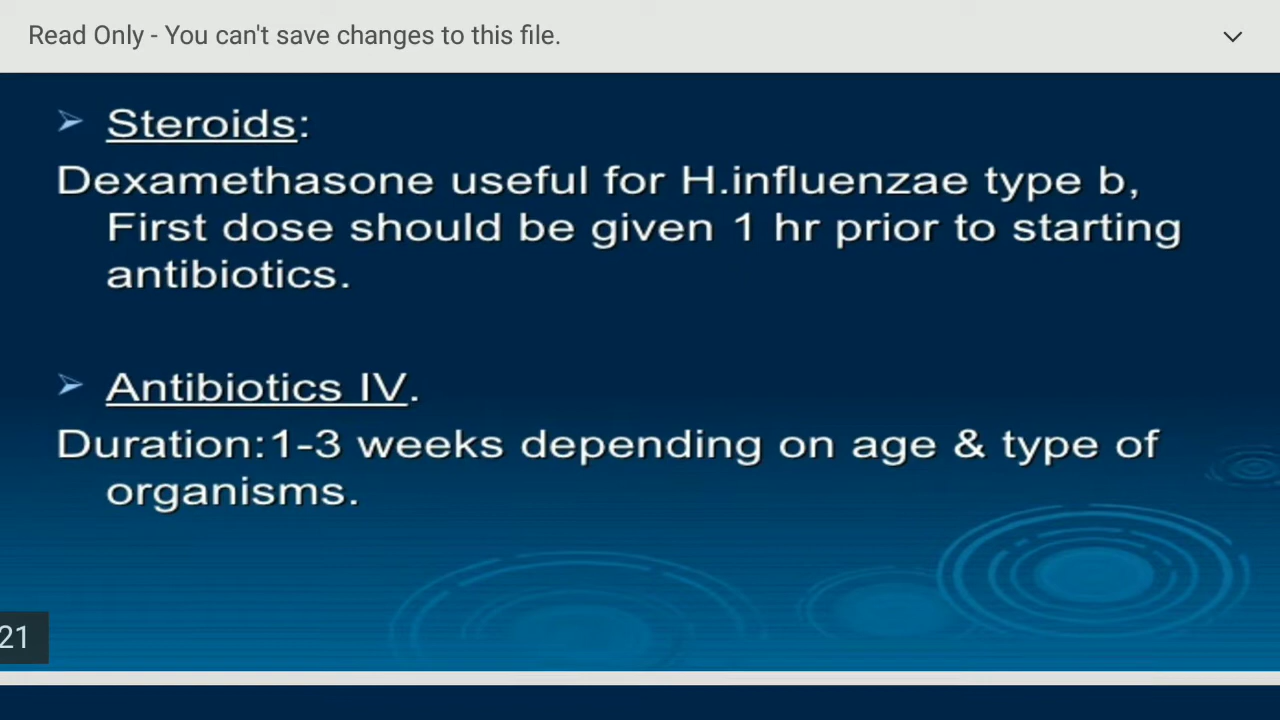 Read Only - You can't save changes to this file.
➢ Steroids:
Dexamethasone useful for H.influenzae type b,
First dose should be given 1 hr prior to starting
antibiotics.
➢ Antibiotics IV.
Duration:1-3 weeks depending on age & type of
organisms.
21